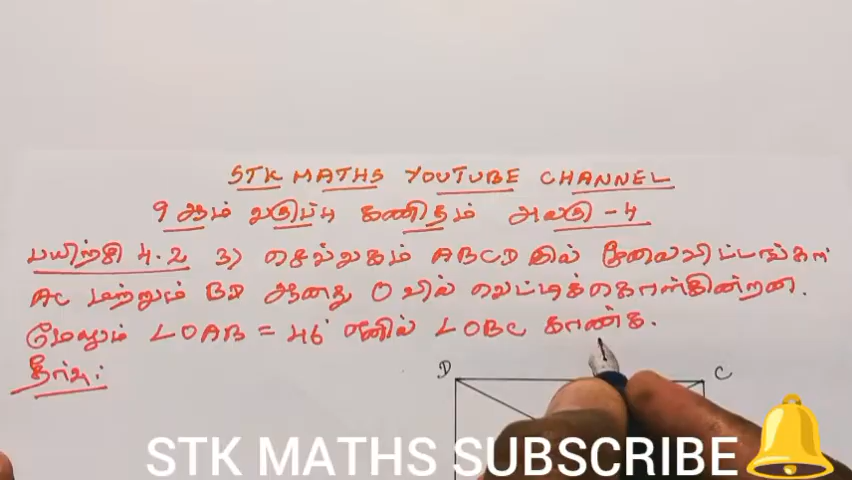 STK MATHS YOUTUBE CHANNEL
9 ஆம் வகுப்பு கணிதம் அலகு - 4
பயிற்சி 4.2 3) செவ்வகம் ABCD இல் மூலைவிட்டங்கள்
AC மற்றும் BD ஆனது O வில் வெட்டிக்கொள்கின்றன.
மேலும் ∠OAB = 46° எனில் ∠OBC காண்க.
தீர்வு:
D C
STK MATHS SUBSCRIBE